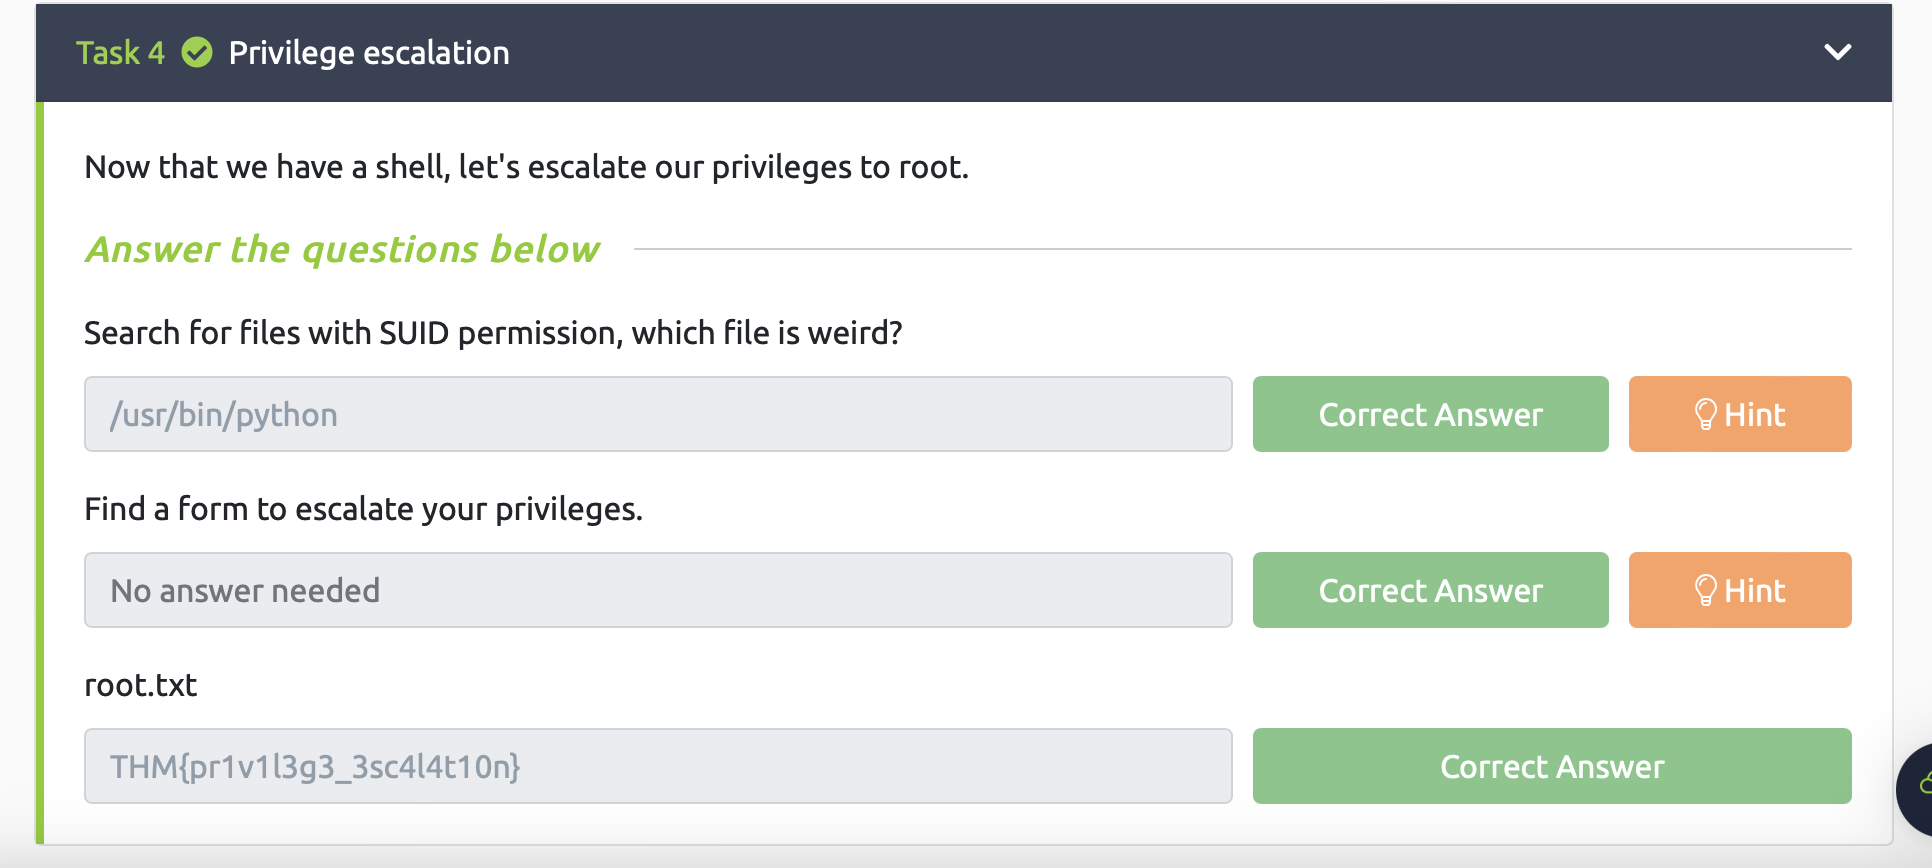 Task 4 Privilege escalation
Now that we have a shell, let's escalate our privileges to root.
Answer the questions below
Search for files with SUID permission, which file is weird?
/usr/bin/python Correct Answer Hint
Find a form to escalate your privileges.
No answer needed Correct Answer Hint
root.txt
THM{pr1v1l3g3_3sc4l4t10n} Correct Answer